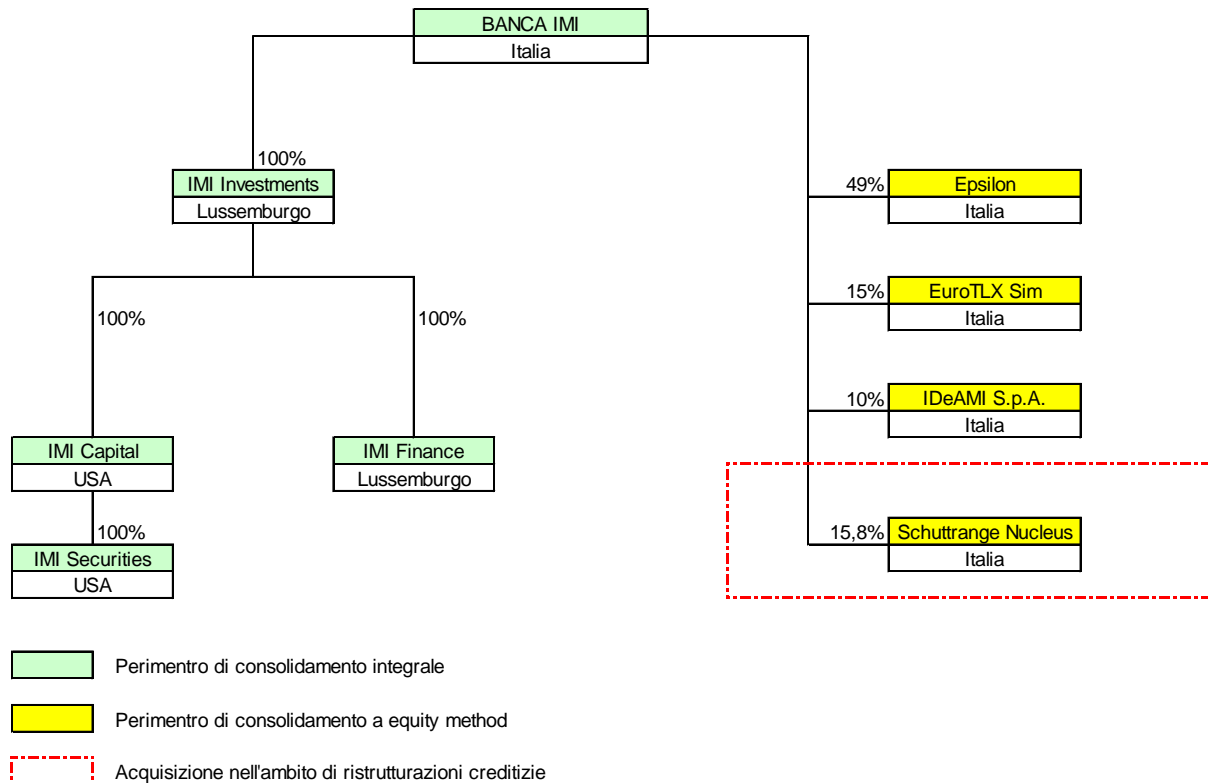 BANCA IMI
Italia
100%
IMI Investments
Lussemburgo
49%
Epsilon
Italia
15%
EuroTLX Sim
Italia
100%
100%
10%
IDeAMI S.p.A.
Italia
IMI Capital
USA
IMI Finance
Lussemburgo
100%
IMI Securities
USA
15,8%
Schuttrange Nucleus
Italia
Perimentro di consolidamento integrale
Perimentro di consolidamento a equity method
Acquisizione nell'ambito di ristrutturazioni creditizie